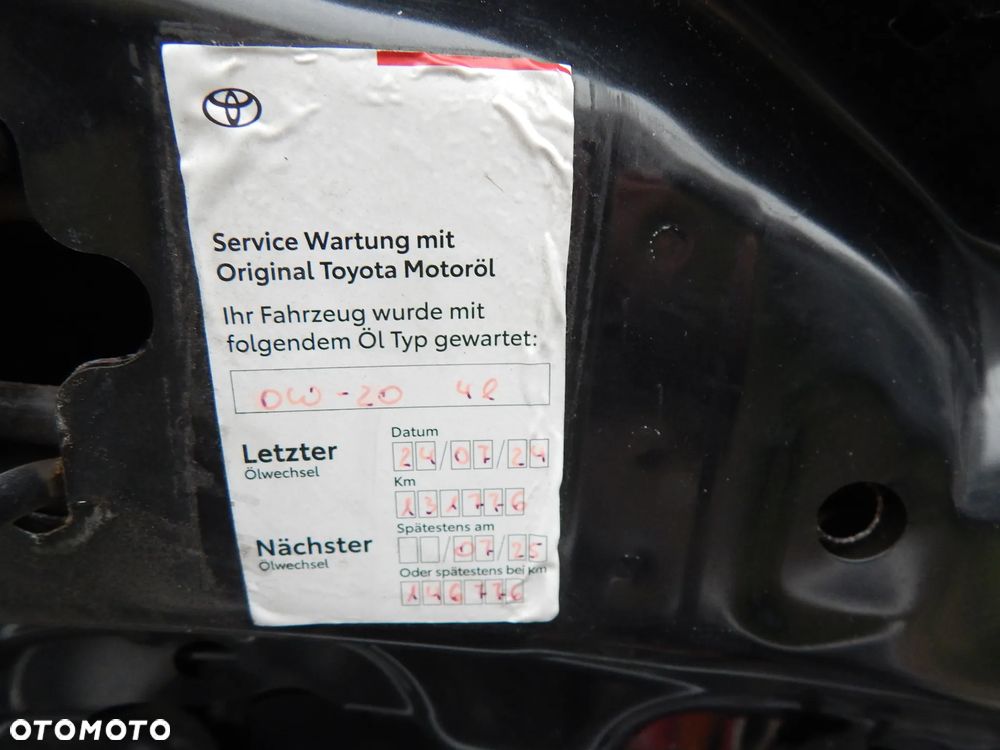 Service Wartung mit
Original Toyota Motoröl
Ihr Fahrzeug wurde mit
folgendem Öl Typ gewartet:
0W-20 4l
Letzter
Ölwechsel
Datum
24/07/24
Km
131776
Nächster
Ölwechsel
Spätestens am
/07/25
Oder spätestens bei km
146776
OTOMOTO